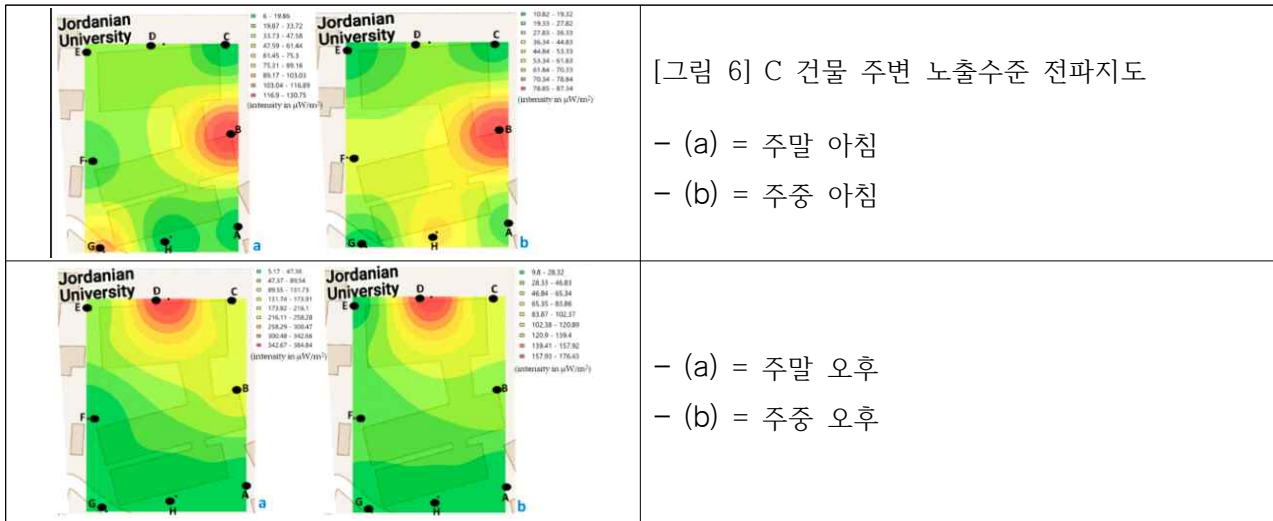 Jordanian
University
E
D
C
B
F
A
G
H
a
6 - 19.86
19.87 - 33.72
33.73 - 47.58
47.59 - 61.44
61.45 - 75.3
75.31 - 89.16
89.17 - 103.03
103.04 - 116.89
116.9 - 130.75
(intensity in μW/m²)
Jordanian
University
E
D
C
B
F
A
G
H
b
10.82 - 19.32
19.33 - 27.82
27.83 - 36.33
36.34 - 44.83
44.84 - 53.33
53.34 - 61.83
61.84 - 70.33
70.34 - 78.84
78.85 - 87.34
(intensity in μW/m²)
[그림 6] C 건물 주변 노출수준 전파지도
- (a) = 주말 아침
- (b) = 주중 아침
Jordanian
University
E
D
C
B
F
A
G
H
a
5.17 - 47.36
47.37 - 89.54
89.55 - 131.73
131.74 - 173.91
173.92 - 216.1
216.11 - 258.28
258.29 - 300.47
300.48 - 342.66
342.67 - 384.84
(intensity in μW/m²)
Jordanian
University
E
D
C
B
F
A
G
H
b
9.8 - 28.32
28.33 - 46.83
46.84 - 65.34
65.35 - 83.86
83.87 - 102.37
102.38 - 120.89
120.9 - 139.4
139.41 - 157.92
157.93 - 176.43
(intensity in μW/m²)
- (a) = 주말 오후
- (b) = 주중 오후